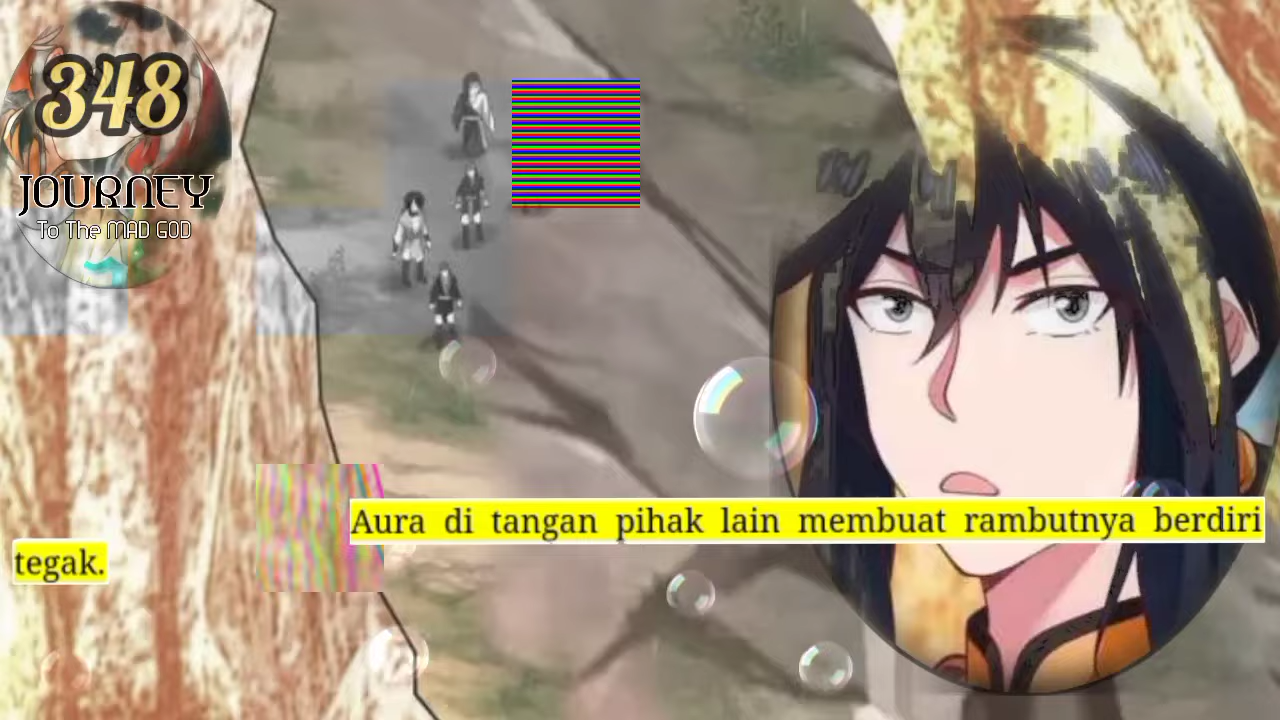 348
JOURNEY
To The MAD GOD
Aura di tangan pihak lain membuat rambutnya berdiri
tegak.